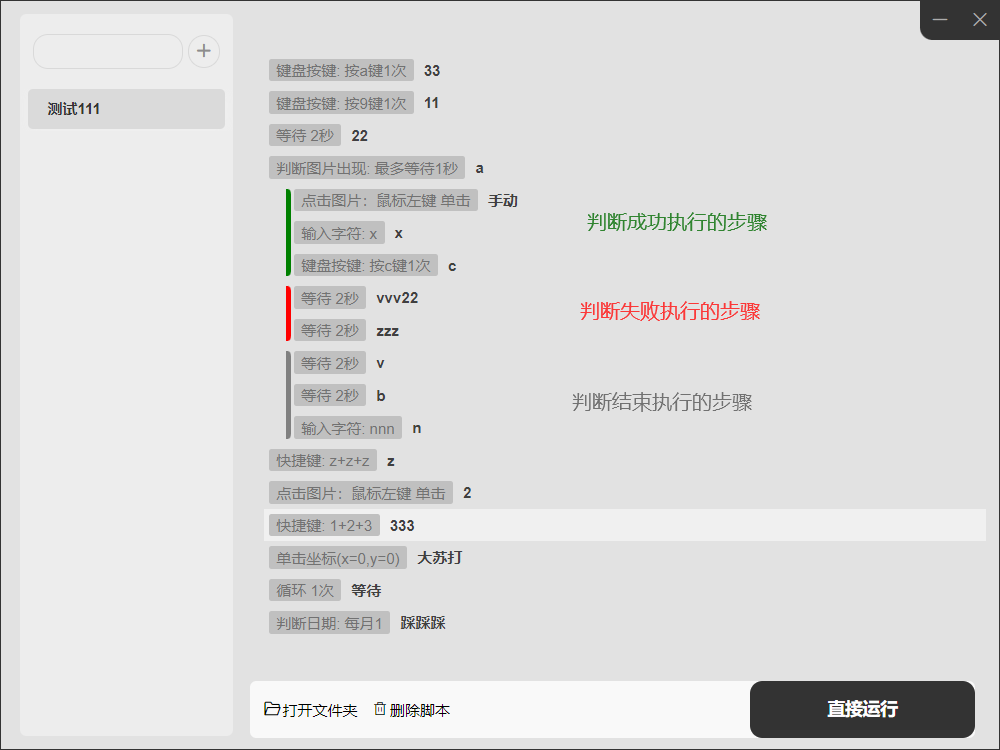 测试111
键盘按键: 按a键1次 33
键盘按键: 按9键1次 11
等待 2秒 22
判断图片出现: 最多等待1秒 a
点击图片：鼠标左键 单击 手动
判断成功执行的步骤
输入字符: x x
键盘按键: 按c键1次 c
等待 2秒 vvv22
判断失败执行的步骤
等待 2秒 zzz
等待 2秒 v
等待 2秒 b
判断结束执行的步骤
输入字符: nnn n
快捷键: z+z+z z
点击图片：鼠标左键 单击 2
快捷键: 1+2+3 333
单击坐标(x=0,y=0) 大苏打
循环 1次 等待
判断日期: 每月1 踩踩踩
打开文件夹 删除脚本 直接运行